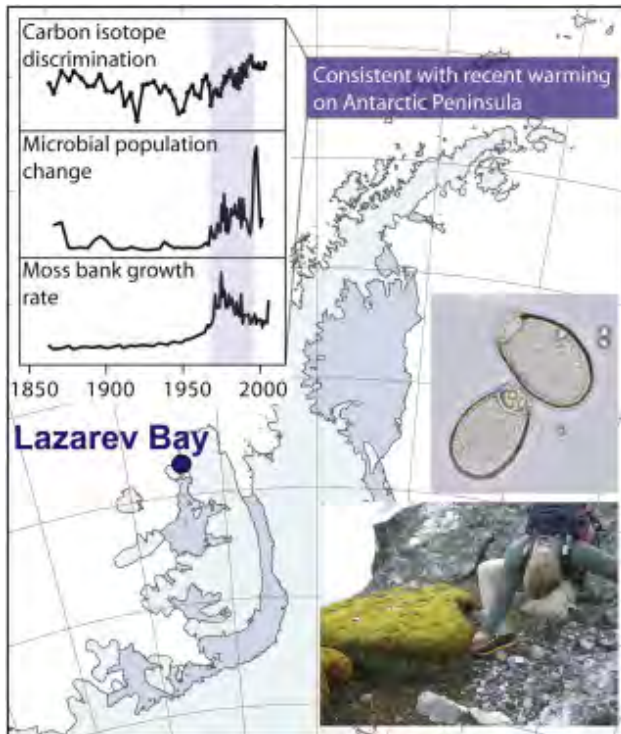 Carbon isotope
discrimination
Consistent with recent warming
on Antarctic Peninsula
Microbial population
change
Moss bank growth
rate
1850 1900 1950 2000
Lazarev Bay